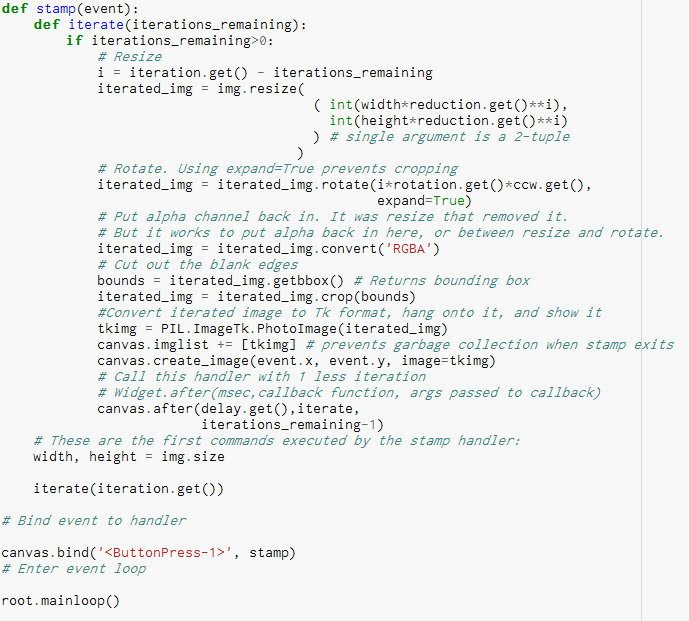 def stamp(event):
    def iterate(iterations_remaining):
        if iterations_remaining>0:
            # Resize
            i = iteration.get() - iterations_remaining
            iterated_img = img.resize(
                                       ( int(width*reduction.get()**i),
                                         int(height*reduction.get()**i)
                                       ) # single argument is a 2-tuple
                                     )
            # Rotate. Using expand=True prevents cropping
            iterated_img = iterated_img.rotate(i*rotation.get()*ccw.get(),
                                               expand=True)
            # Put alpha channel back in. It was resize that removed it.
            # But it works to put alpha back in here, or between resize and rotate.
            iterated_img = iterated_img.convert('RGBA')
            # Cut out the blank edges
            bounds = iterated_img.getbbox() # Returns bounding box
            iterated_img = iterated_img.crop(bounds)
            #Convert iterated image to Tk format, hang onto it, and show it
            tkimg = PIL.ImageTk.PhotoImage(iterated_img)
            canvas.imglist += [tkimg] # prevents garbage collection when stamp exits
            canvas.create_image(event.x, event.y, image=tkimg)
            # Call this handler with 1 less iteration
            # Widget.after(msec,callback function, args passed to callback)
            canvas.after(delay.get(),iterate,
                         iterations_remaining-1)
    # These are the first commands executed by the stamp handler:
    width, height = img.size

    iterate(iteration.get())

# Bind event to handler

canvas.bind('<ButtonPress-1>', stamp)
# Enter event loop

root.mainloop()